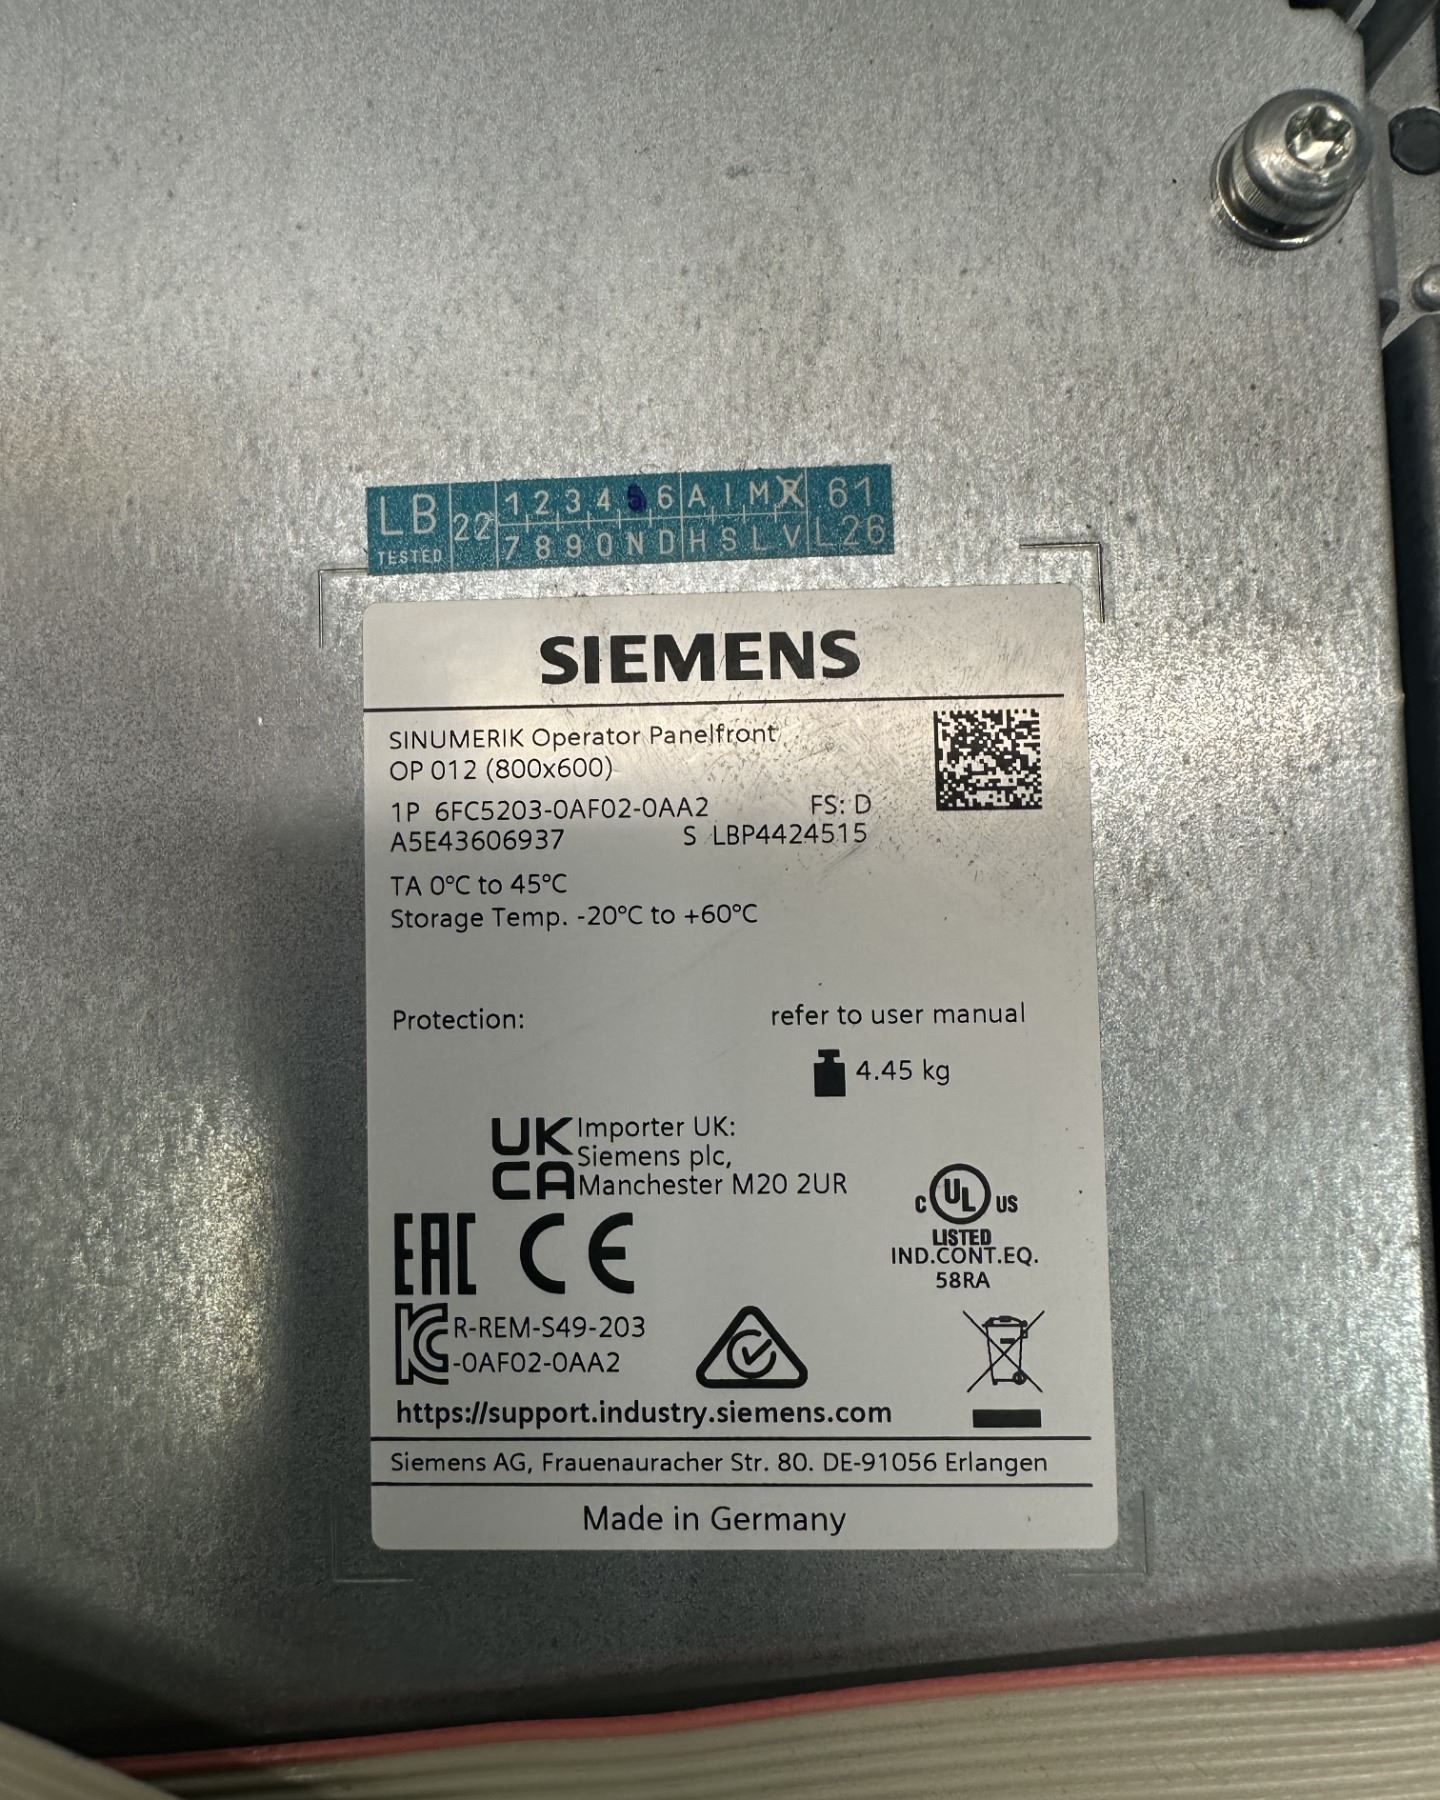 LB 22 1 2 3 4 5 6 A J M R 61
TESTED 7 8 9 0 N D H S L V L26
SIEMENS
SINUMERIK Operator Panelfront
OP 012 (800x600)
1P 6FC5203-0AF02-0AA2 FS: D
A5E43606937 S LBP4424515
TA 0°C to 45°C
Storage Temp. -20°C to +60°C
Protection: refer to user manual
4.45 kg
UK Importer UK:
Siemens plc,
CA Manchester M20 2UR
C UL US
LISTED
IND.CONT.EQ.
58RA
EAC CE
KC R-REM-S49-203
-0AF02-0AA2
https://support.industry.siemens.com
Siemens AG, Frauenauracher Str. 80. DE-91056 Erlangen
Made in Germany